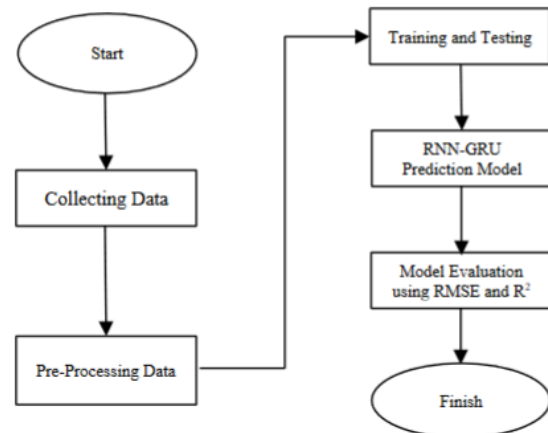 Start
Collecting Data
Pre-Processing Data
Training and Testing
RNN-GRU
Prediction Model
Model Evaluation
using RMSE and R²
Finish